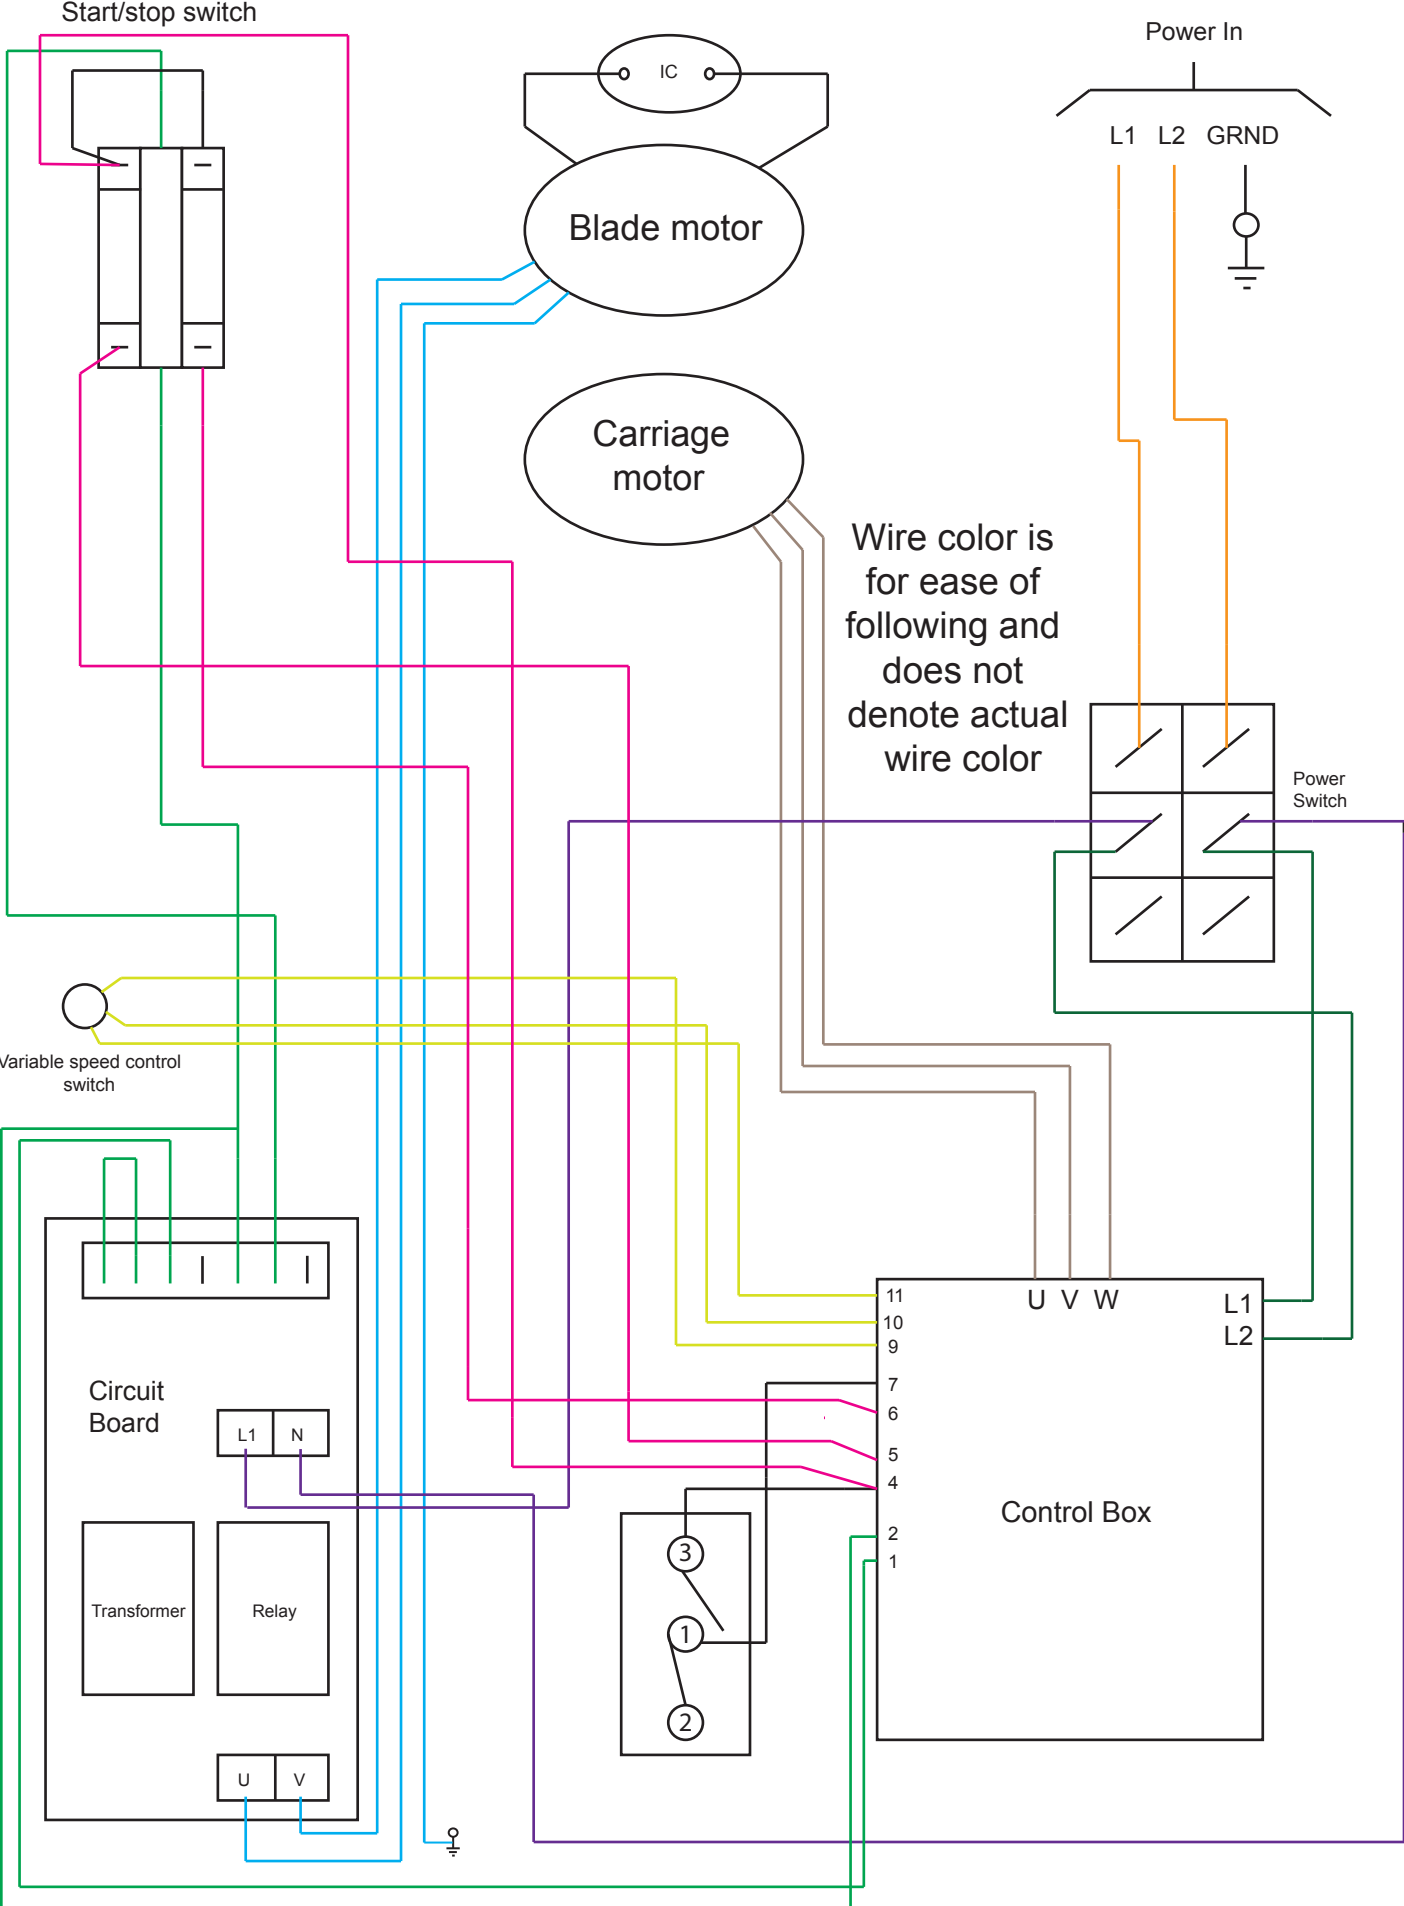 Start/stop switch
IC
Power In
L1 L2 GRND
Blade motor
Carriage
motor
Wire color is
for ease of
following and
does not
denote actual
wire color
Power
Switch
Variable speed control
switch
U V W
L1
L2
11
10
9
7
6
5
4
2
1
Control Box
Circuit
Board
L1 N
Transformer
Relay
U V
3
1
2